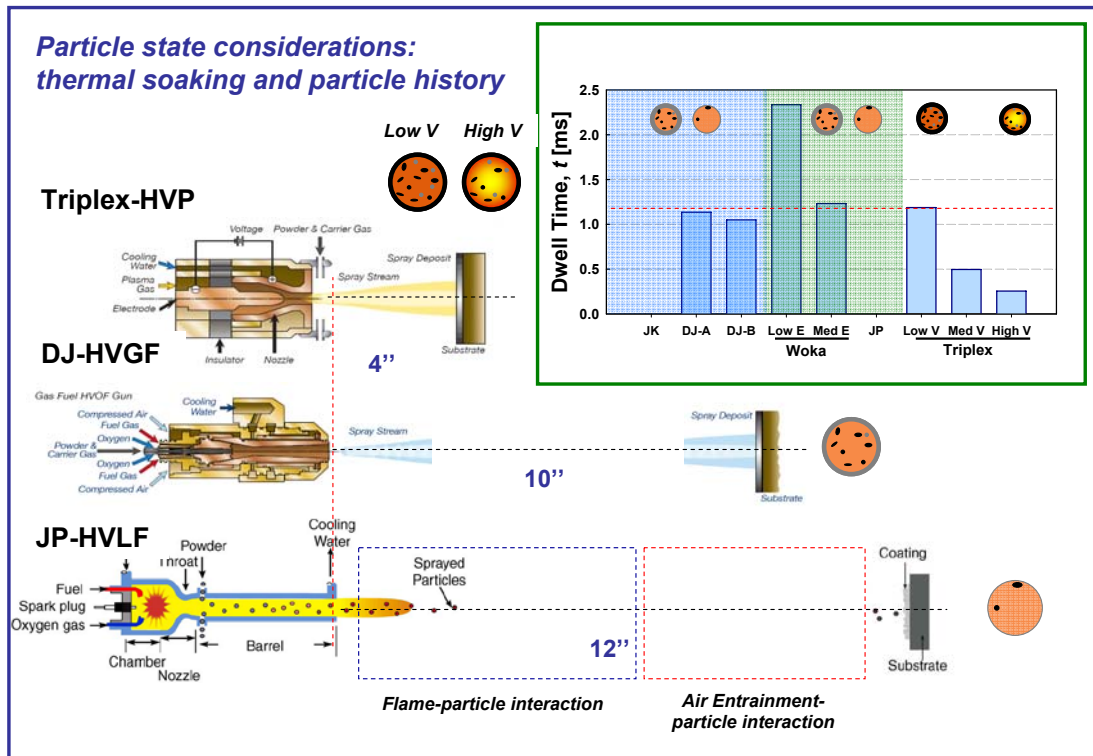 Particle state considerations:
thermal soaking and particle history
Low V High V
Triplex-HVP
Voltage
Powder &
Carrier Gas
Cooling
Water
Plasma
Gas
Electrode
Insulator
Nozzle
Spray Stream
Spray Deposit
Substrate
4’’
DJ-HVGF
Gas Fuel HVOF Gun
Cooling
Water
Compressed Air
Fuel Gas
Oxygen
Powder &
Carrier Gas
Oxygen
Fuel Gas
Compressed Air
Spray Stream
Spray Deposit
Substrate
10’’
JP-HVLF
Powder
Throat
Cooling
Water
Fuel
Spark plug
Oxygen gas
Chamber
Nozzle
Barrel
Sprayed
Particles
Coating
Substrate
12’’
Flame-particle interaction
Air Entrainment-
particle interaction
Dwell Time, t [ms]
2.5
2.0
1.5
1.0
0.5
0.0
JK DJ-A DJ-B Low E Med E JP Low V Med V High V
Woka Triplex